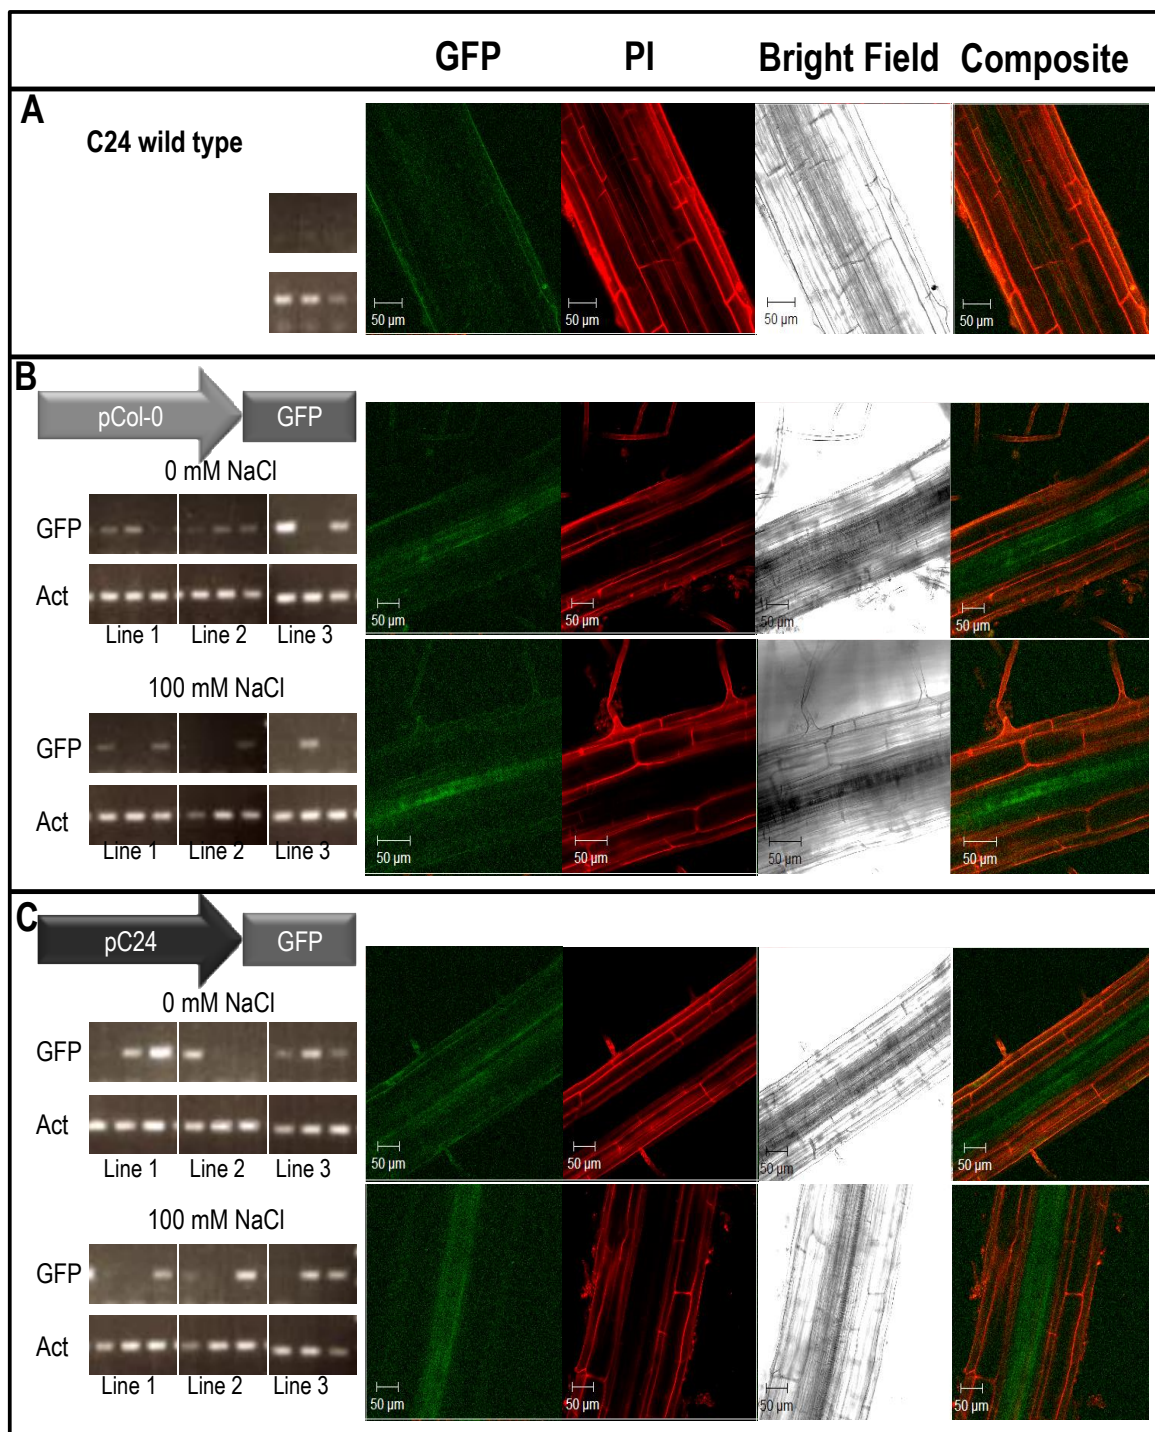 GFP PI Bright Field Composite
A
C24 wild type
50 µm 50 µm 50 µm 50 µm
B
pCol-0 GFP
0 mM NaCl
GFP
Act
Line 1 Line 2 Line 3
50 µm 50 µm 50 µm 50 µm
100 mM NaCl
GFP
Act
Line 1 Line 2 Line 3
50 µm 50 µm 50 µm 50 µm
C
pC24 GFP
0 mM NaCl
GFP
Act
Line 1 Line 2 Line 3
50 µm 50 µm 50 µm 50 µm
100 mM NaCl
GFP
Act
Line 1 Line 2 Line 3
50 µm 50 µm 50 µm 50 µm